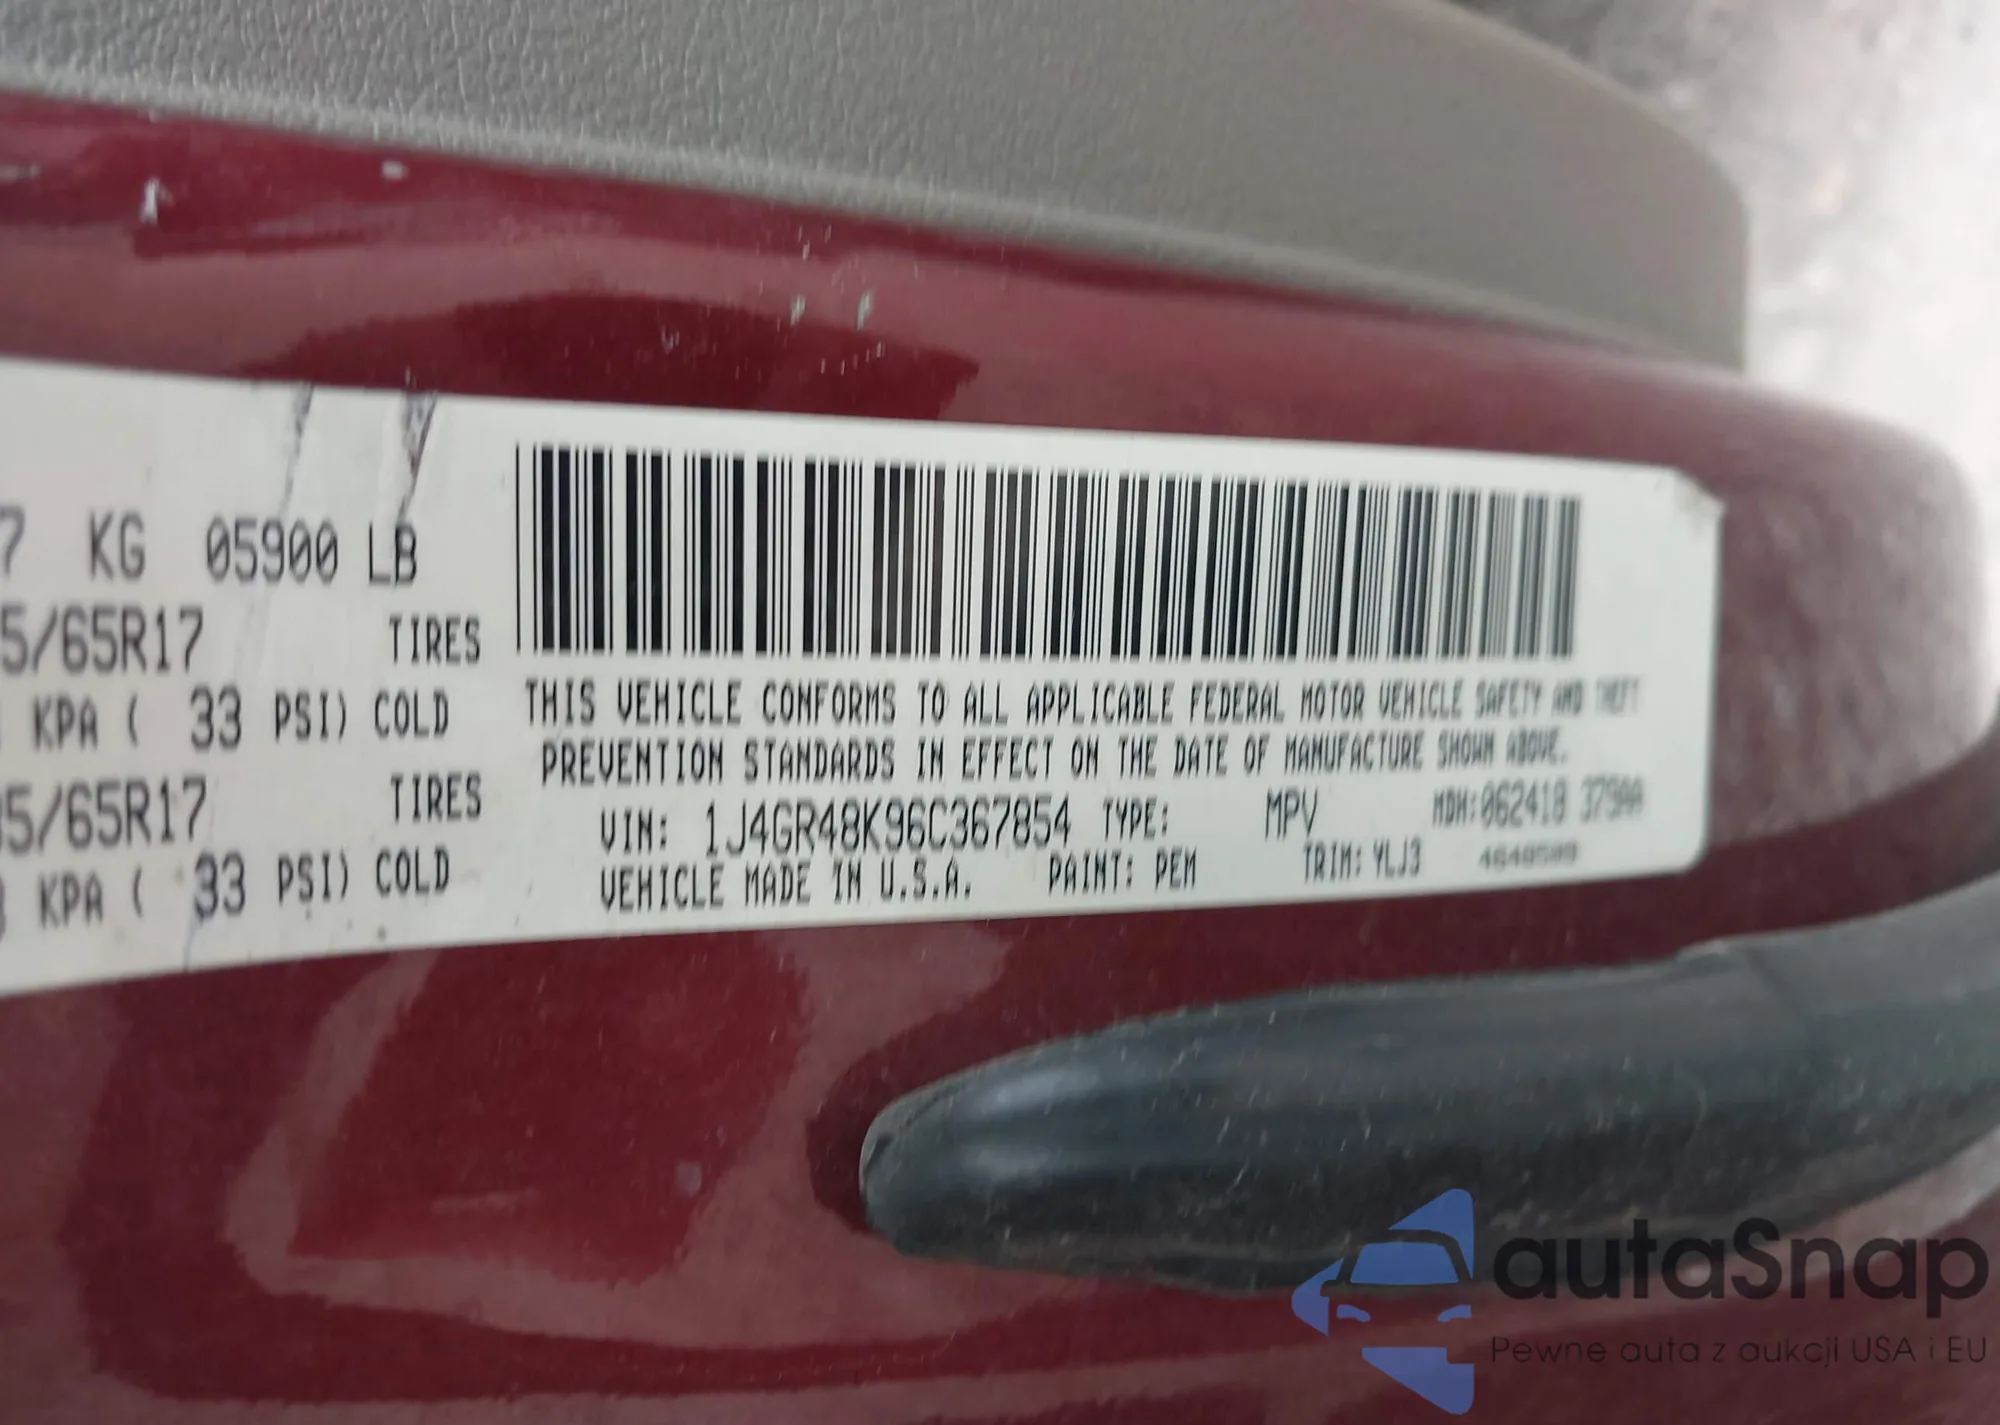 7 KG 05900 LB
5/65R17 TIRES
KPA ( 33 PSI) COLD
35/65R17 TIRES
KPA ( 33 PSI) COLD
THIS VEHICLE CONFORMS TO ALL APPLICABLE FEDERAL MOTOR VEHICLE SAFETY AND THEFT
PREVENTION STANDARDS IN EFFECT ON THE DATE OF MANUFACTURE SHOWN ABOVE.
VIN: 1J4GR48K96C367854 TYPE: MPV MDH:062418 379AA
VEHICLE MADE IN U.S.A. PAINT: PEM TRIM: YLJ3
autaSnap
Pewne auta z aukcji USA i EU